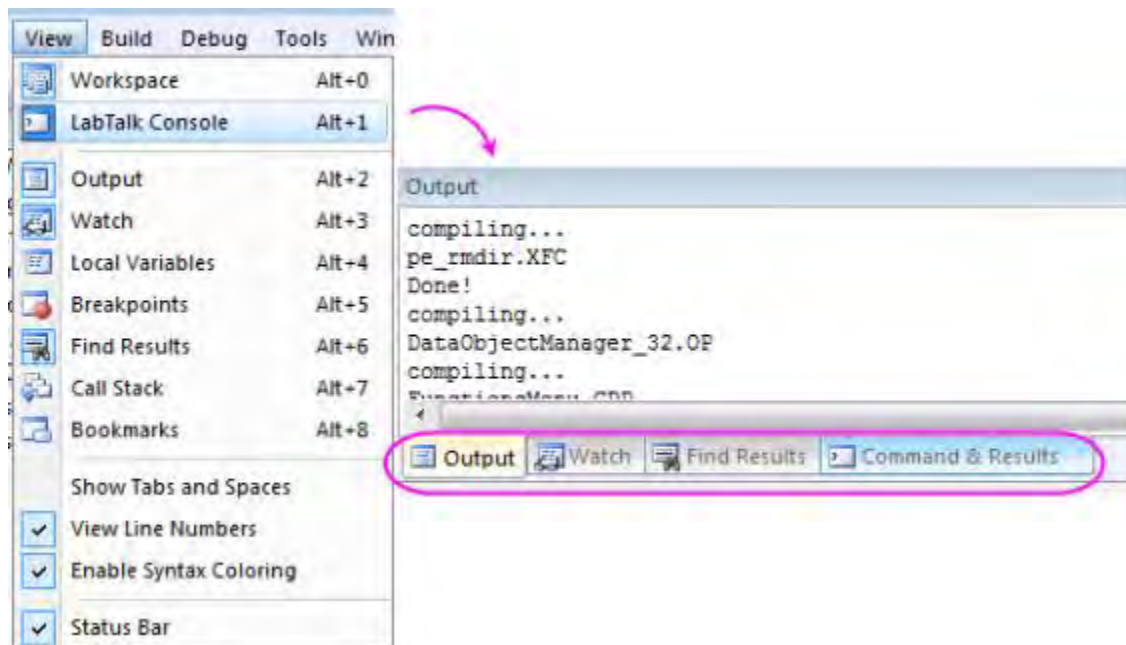 View Build Debug Tools Win
Workspace Alt+0
LabTalk Console Alt+1
Output Alt+2
Watch Alt+3
Local Variables Alt+4
Breakpoints Alt+5
Find Results Alt+6
Call Stack Alt+7
Bookmarks Alt+8
Show Tabs and Spaces
View Line Numbers
Enable Syntax Coloring
Status Bar
Output
compiling...
pe_rmdir.XFC
Done!
compiling...
DataObjectManager_32.OP
compiling...
FunctionsMenu.CPP
Output Watch Find Results Command & Results